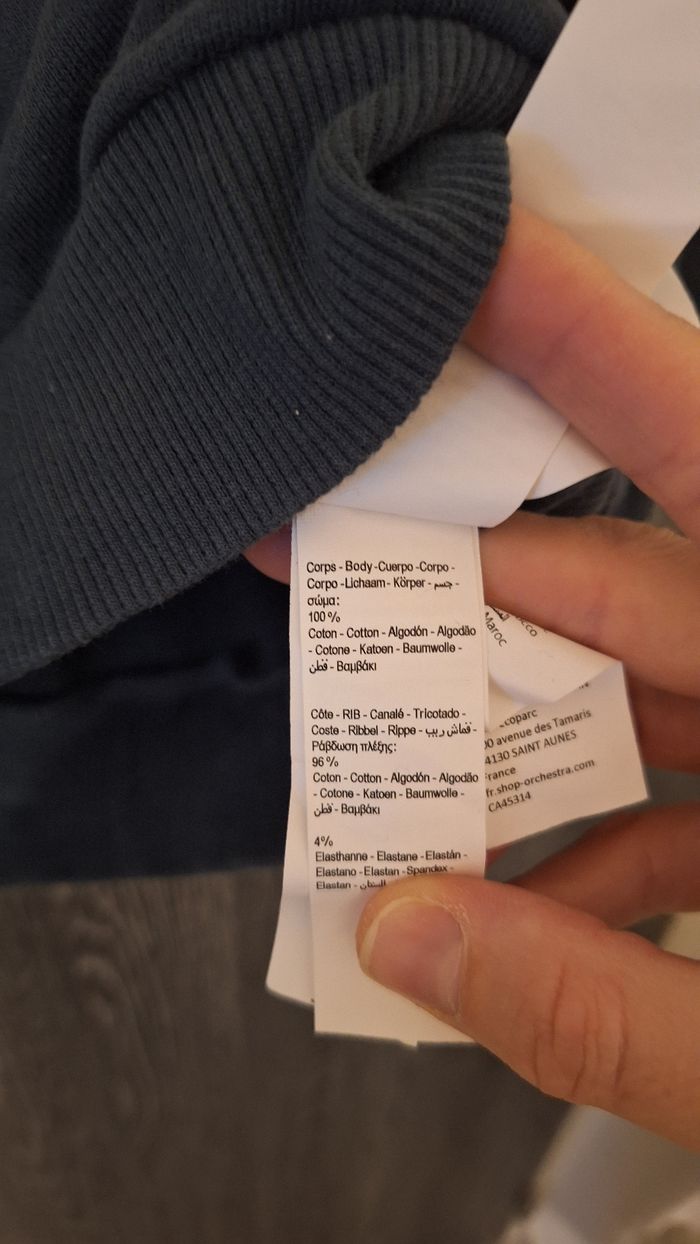 Corps - Body -Cuerpo -Corpo -
Corpo -Lichaam - Körper - جسم -
σώμα:
100 %
Coton - Cotton - Algodón - Algodão
- Cotone - Katoen - Baumwolle -
قطن - Βαμβάκι
Côte - RIB - Canalé - Tricotado -
Coste - Ribbel - Rippe - قماش ريب -
Ράβδωση πλέξης:
96 %
Coton - Cotton - Algodón - Algodão
- Cotone - Katoen - Baumwolle -
قطن - Βαμβάκι
4%
Elasthanne - Elastane - Elastán -
Elastano - Elastan - Spandex -
Elastan -
Maroc
avenue des Tamaris
SAINT AUNES
fr.shop-orchestra.com
CA45314